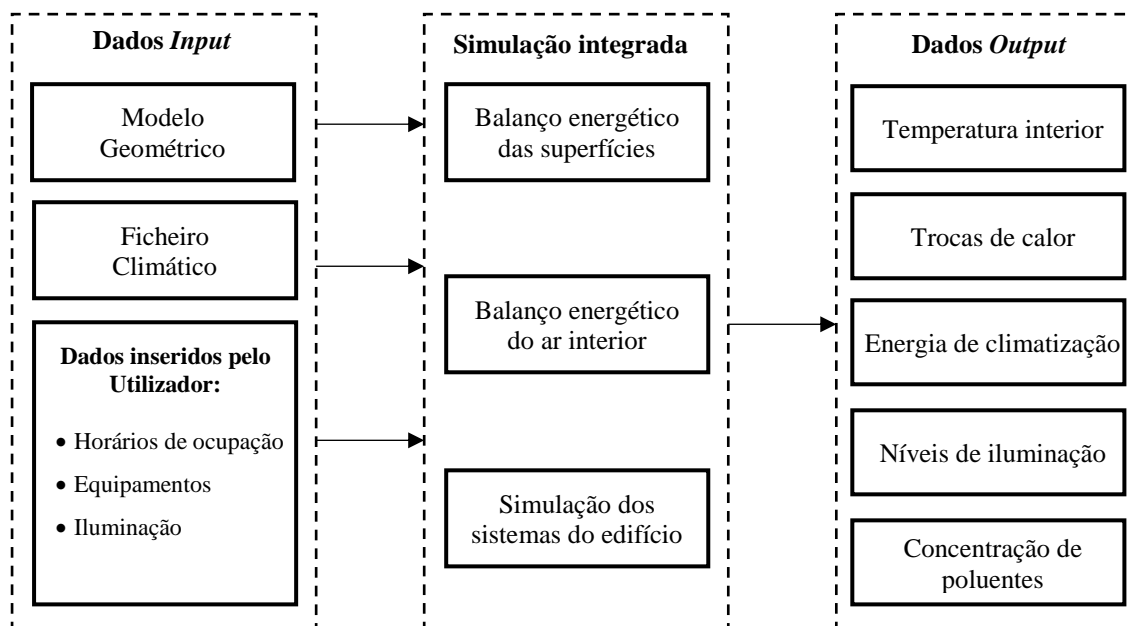 Dados Input
Modelo
Geométrico
Ficheiro
Climático
Dados inseridos pelo
Utilizador:
• Horários de ocupação
• Equipamentos
• Iluminação
Simulação integrada
Balanço energético
das superfícies
Balanço energético
do ar interior
Simulação dos
sistemas do edifício
Dados Output
Temperatura interior
Trocas de calor
Energia de climatização
Níveis de iluminação
Concentração de
poluentes